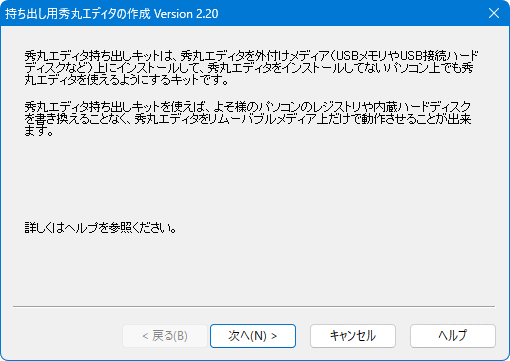 持ち出し用秀丸エディタの作成 Version 2.20
秀丸エディタ持ち出しキットは、秀丸エディタを外付けメディア（USBメモリやUSB接続ハード
ディスクなど）上にインストールして、秀丸エディタをインストールしてないパソコン上でも秀
丸エディタを使えるようにするキットです。
秀丸エディタ持ち出しキットを使えば、よそ様のパソコンのレジストリや内蔵ハードディスク
を書き換えることなく、秀丸エディタをリムーバブルメディア上だけで動作させることが出来
ます。
詳しくはヘルプを参照ください。
< 戻る(B) 次へ(N) > キャンセル ヘルプ